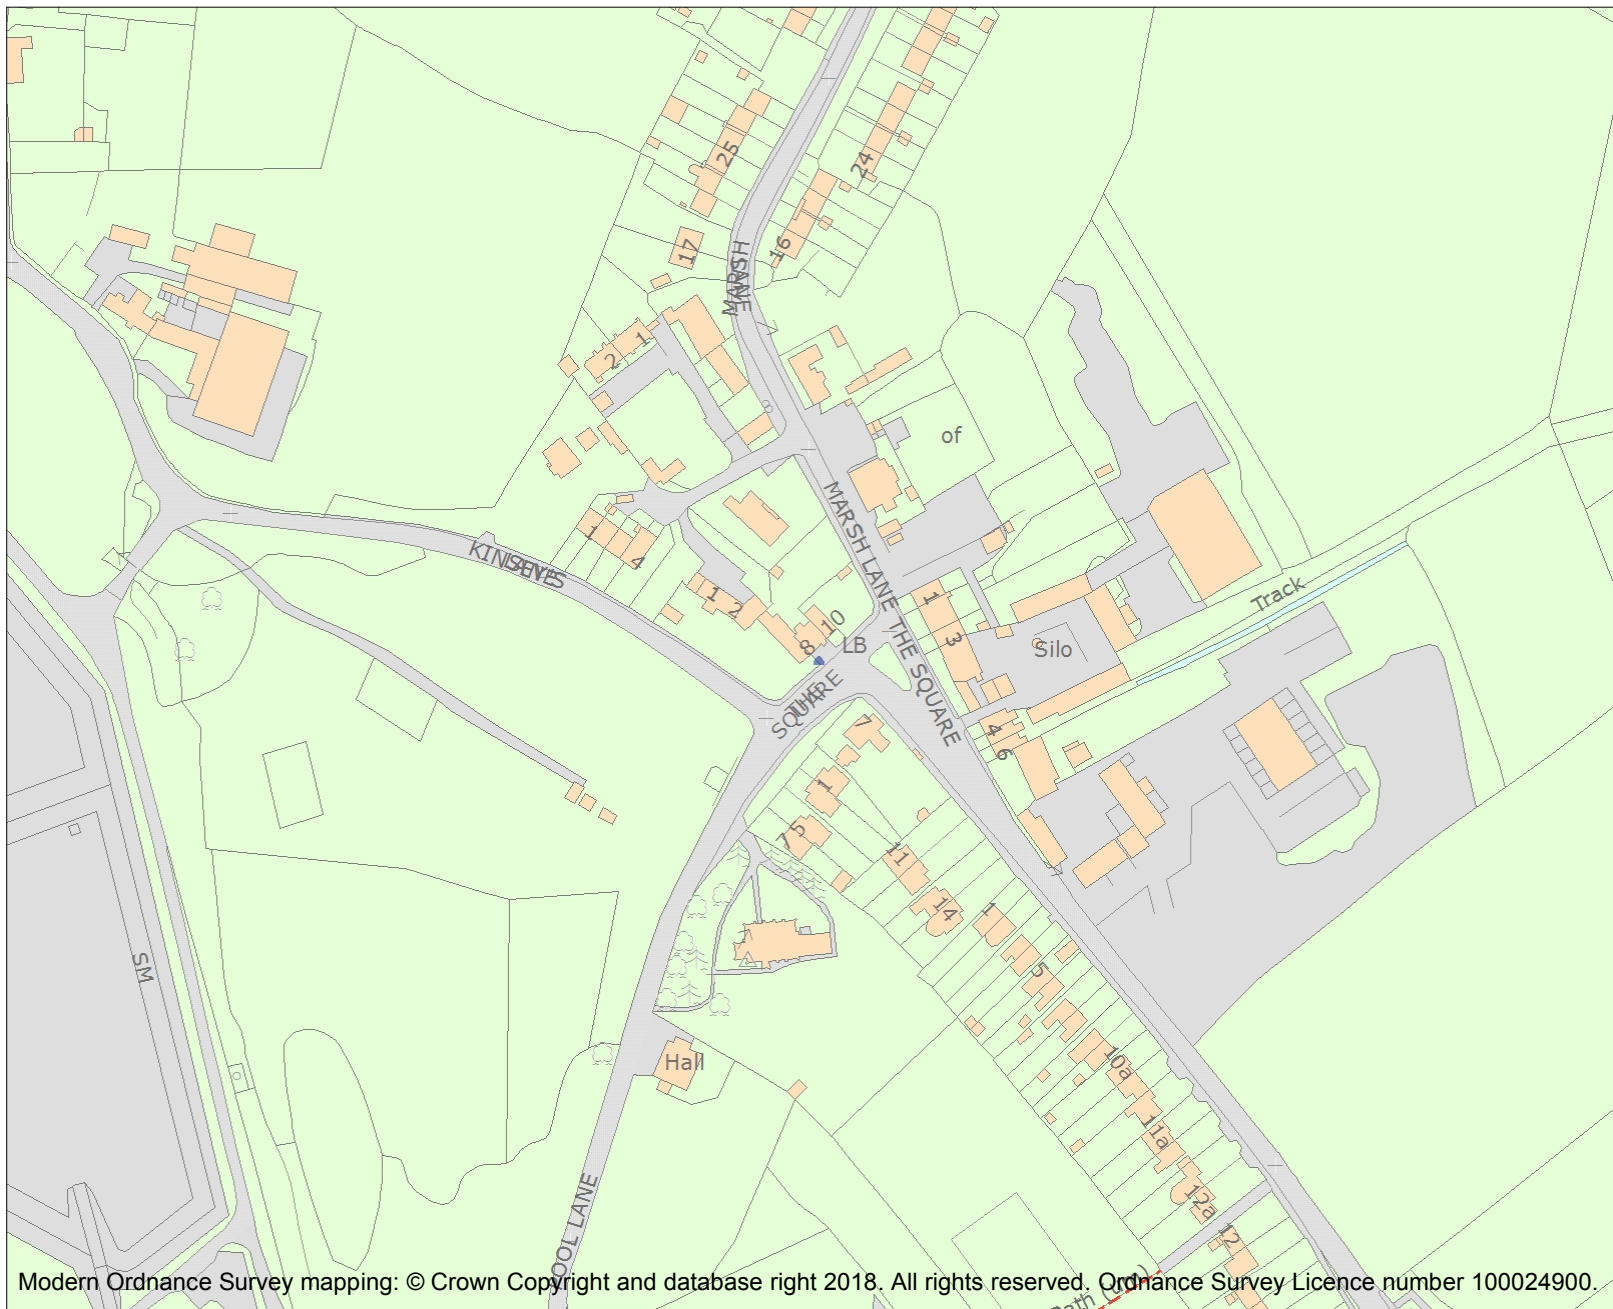 25
24
17
16
MARSH
LANE
2
1
of
MARSH LANE
1
4
KINSEYS
LANE
1
2
10
8
LB
THE SQUARE
1
3
Silo
Track
THE
SQUARE
7
4
6
1
5
7
11
14
1
5
SM
Hall
10a
11a
12a
12
POOL LANE
Path (um)
Modern Ordnance Survey mapping: © Crown Copyright and database right 2018. All rights reserved. Ordnance Survey Licence number 100024900.